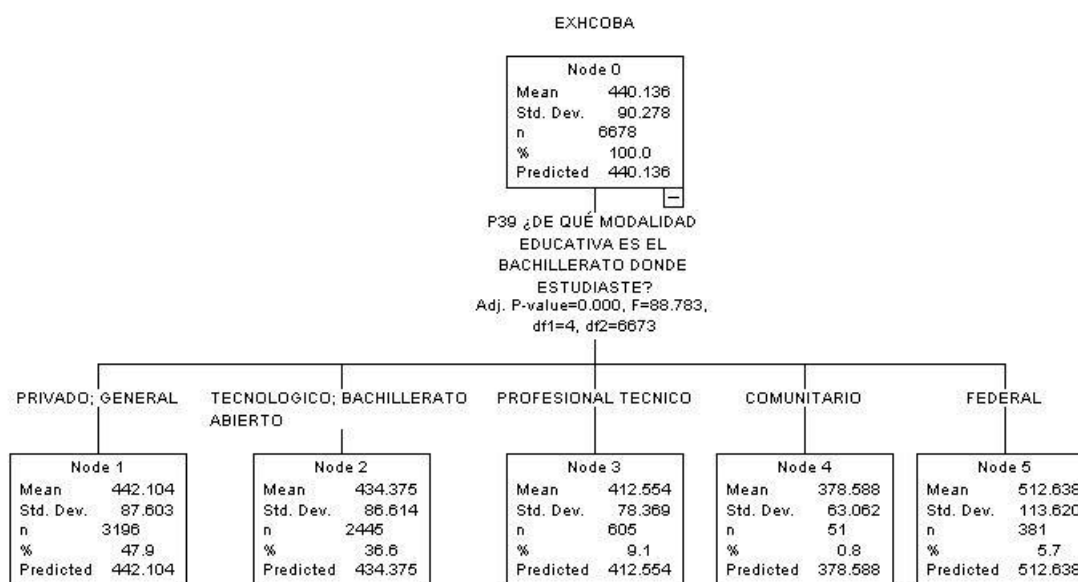 EXHCOBA
Node 0
Mean 440.136
Std. Dev. 90.278
n 6678
% 100.0
Predicted 440.136
P39 ¿DE QUÉ MODALIDAD
EDUCATIVA ES EL
BACHILLERATO DONDE
ESTUDIASTE?
Adj. P-value=0.000, F=88.783,
df1=4, df2=6673
PRIVADO; GENERAL
Node 1
Mean 442.104
Std. Dev. 87.603
n 3196
% 47.9
Predicted 442.104
TECNOLOGICO; BACHILLERATO
ABIERTO
Node 2
Mean 434.375
Std. Dev. 86.614
n 2445
% 36.6
Predicted 434.375
PROFESIONAL TECNICO
Node 3
Mean 412.554
Std. Dev. 78.369
n 605
% 9.1
Predicted 412.554
COMUNITARIO
Node 4
Mean 378.588
Std. Dev. 63.062
n 51
% 0.8
Predicted 378.588
FEDERAL
Node 5
Mean 512.638
Std. Dev. 113.620
n 381
% 5.7
Predicted 512.638